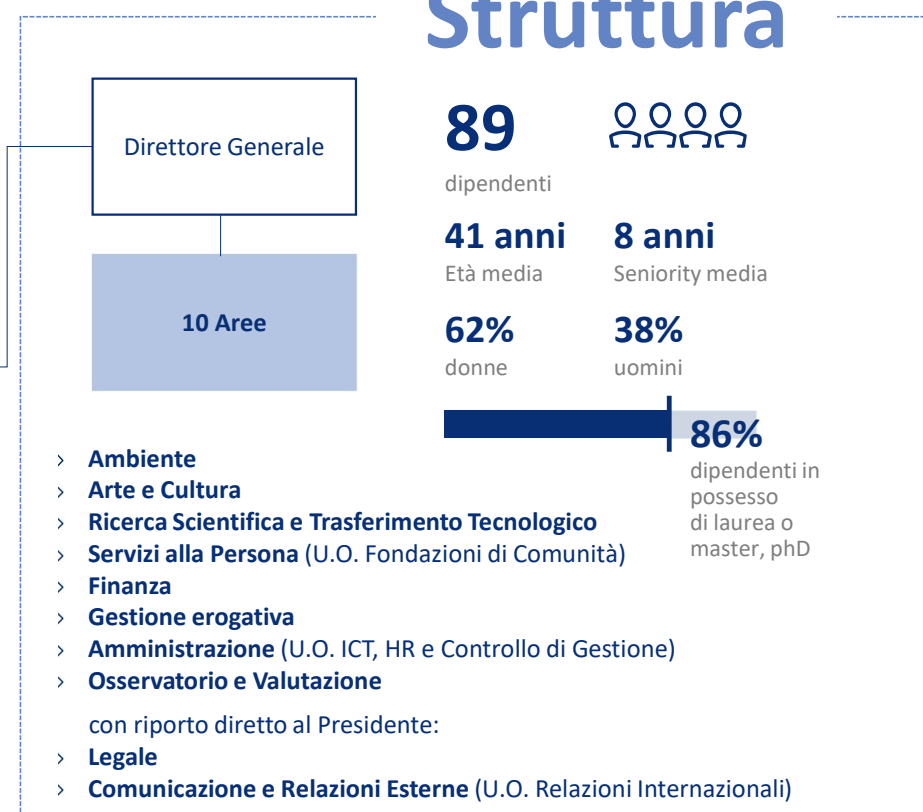 Struttura
Direttore Generale
10 Aree
89
dipendenti
41 anni
Età media
8 anni
Seniority media
62%
donne
38%
uomini
86%
dipendenti in
possesso
di laurea o
master, phD
› Ambiente
› Arte e Cultura
› Ricerca Scientifica e Trasferimento Tecnologico
› Servizi alla Persona (U.O. Fondazioni di Comunità)
› Finanza
› Gestione erogativa
› Amministrazione (U.O. ICT, HR e Controllo di Gestione)
› Osservatorio e Valutazione
con riporto diretto al Presidente:
› Legale
› Comunicazione e Relazioni Esterne (U.O. Relazioni Internazionali)